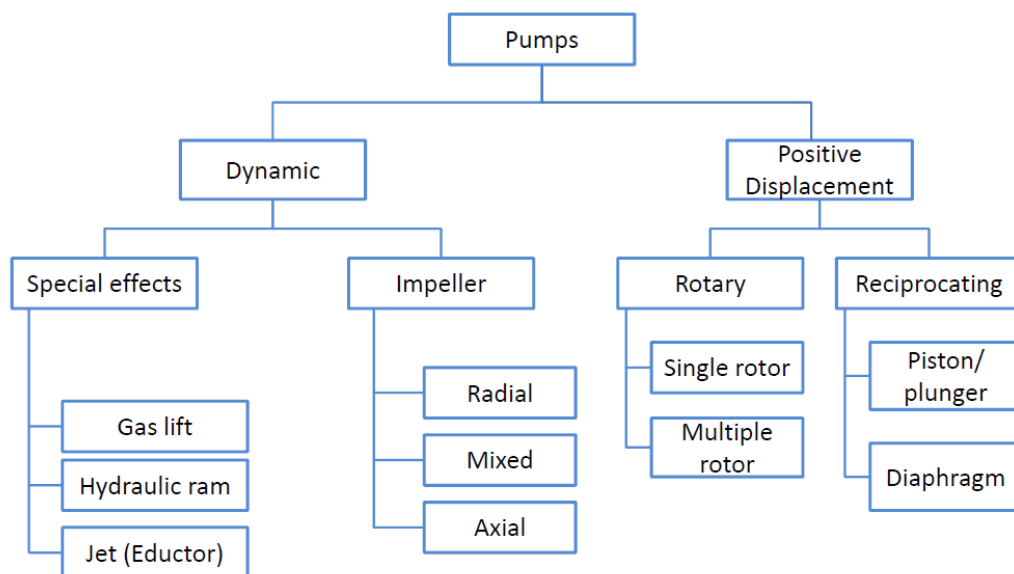 Pumps
Dynamic
Positive
Displacement
Special effects
Impeller
Rotary
Reciprocating
Gas lift
Hydraulic ram
Jet (Eductor)
Radial
Mixed
Axial
Single rotor
Multiple
rotor
Piston/
plunger
Diaphragm